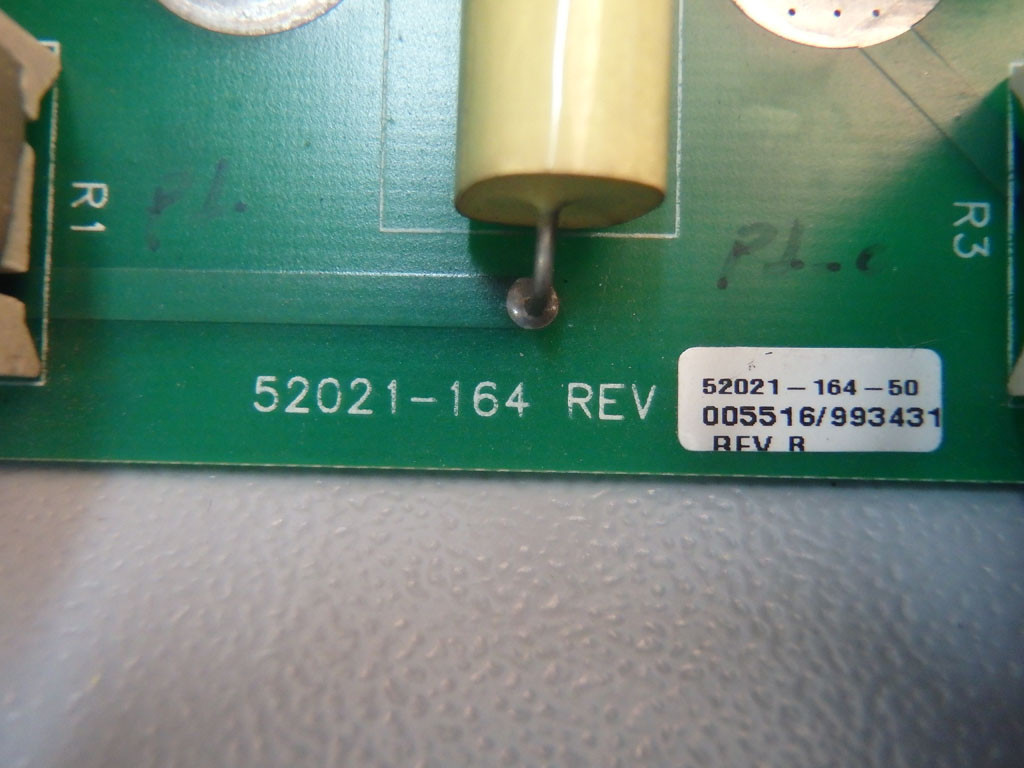 R1
P.L.
R3
52021-164 REV
52021-164-50
005516/993431
REV B